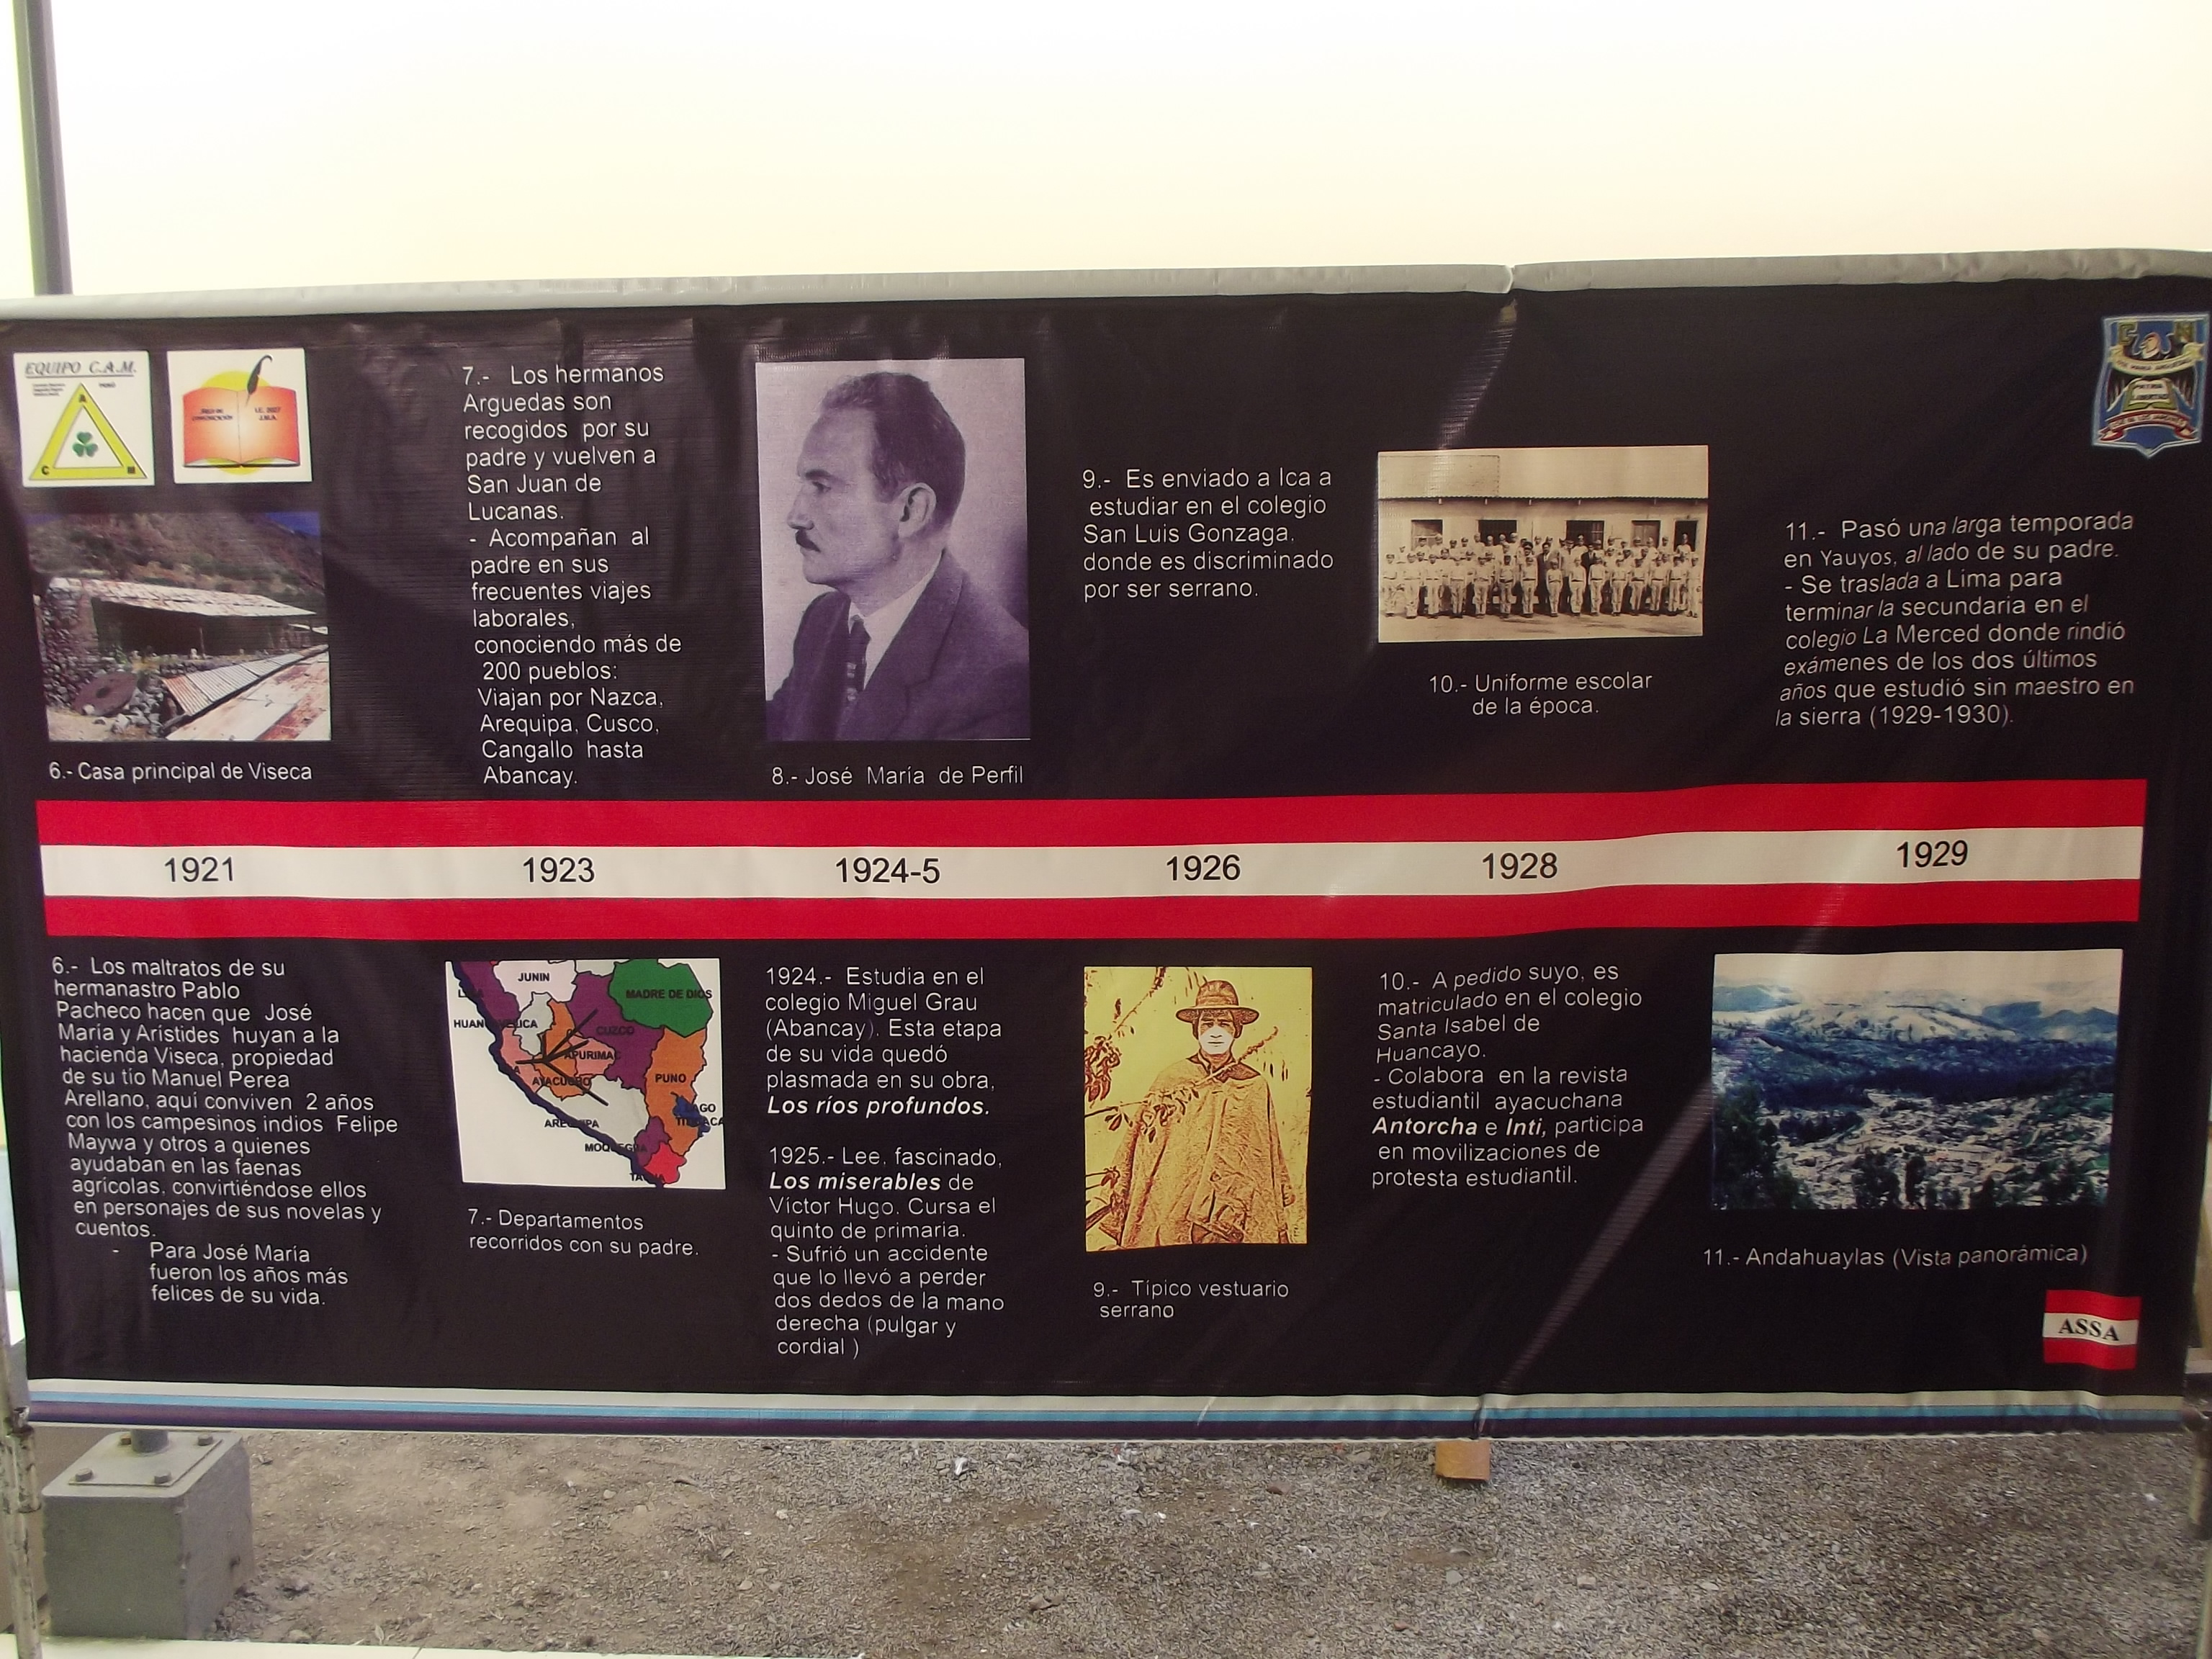 EQUIPO C.A.M.
PERÚ
A
C
M
ÁREA DE
COMUNICACIÓN
6.- Casa principal de Viseca
7.- Los hermanos
Arguedas son
recogidos por su
padre y vuelven a
San Juan de
Lucanas.
- Acompañan al
padre en sus
frecuentes viajes
laborales,
conociendo más de
200 pueblos:
Viajan por Nazca,
Arequipa, Cusco,
Cangallo hasta
Abancay.
8.- José María de Perfil
9.- Es enviado a Ica a
estudiar en el colegio
San Luis Gonzaga,
donde es discriminado
por ser serrano.
10.- Uniforme escolar
de la época.
11.- Pasó una larga temporada
en Yauyos, al lado de su padre.
- Se traslada a Lima para
terminar la secundaria en el
colegio La Merced donde rindió
exámenes de los dos últimos
años que estudió sin maestro en
la sierra (1929-1930).
1921
1923
1924-5
1926
1928
1929
6.- Los maltratos de su
hermanastro Pablo
Pacheco hacen que José
María y Arístides huyan a la
hacienda Viseca, propiedad
de su tío Manuel Perea
Arellano, aquí conviven 2 años
con los campesinos indios Felipe
Maywa y otros a quienes
ayudaban en las faenas
agrícolas, convirtiéndose ellos
en personajes de sus novelas y
cuentos.
- Para José María
fueron los años más
felices de su vida.
JUNIN
MADRE DE DIOS
HUANCAVELICA
CUZCO
APURIMAC
AYACUCHO
PUNO
LAGO
TITICACA
AREQUIPA
MOQUEGUA
TACNA
7.- Departamentos
recorridos con su padre.
1924.- Estudia en el
colegio Miguel Grau
(Abancay). Esta etapa
de su vida quedó
plasmada en su obra,
Los ríos profundos.
1925.- Lee, fascinado,
Los miserables de
Víctor Hugo. Cursa el
quinto de primaria.
- Sufrió un accidente
que lo llevó a perder
dos dedos de la mano
derecha (pulgar y
cordial )
9.- Típico vestuario
serrano
10.- A pedido suyo, es
matriculado en el colegio
Santa Isabel de
Huancayo.
- Colabora en la revista
estudiantil ayacuchana
Antorcha e Inti, participa
en movilizaciones de
protesta estudiantil.
11.- Andahuaylas (Vista panorámica)
ASSA